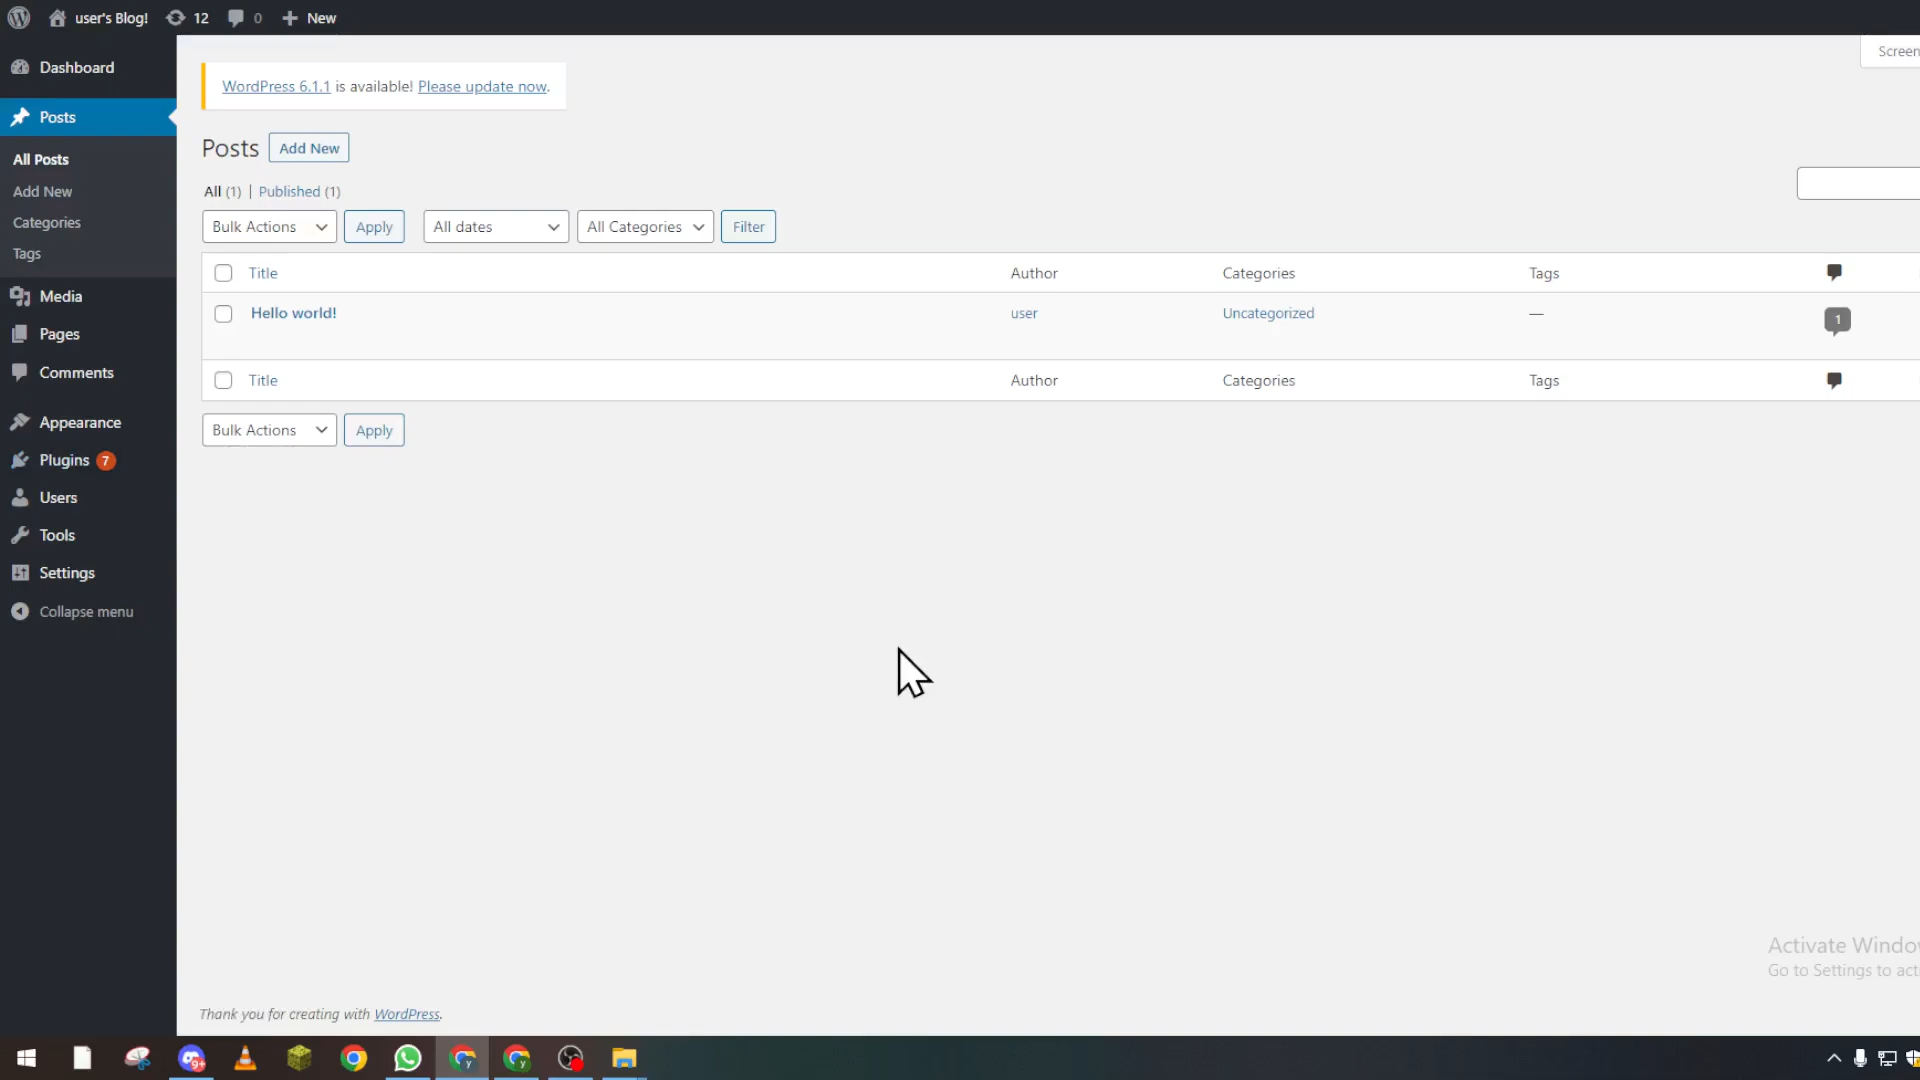 user's Blog! 12 0 New
Screen
Dashboard
Posts
All Posts
Add New
Categories
Tags
Media
Pages
Comments
Appearance
Plugins 7
Users
Tools
Settings
Collapse menu
WordPress 6.1.1 is available! Please update now.
Posts Add New
All (1) | Published (1)
Bulk Actions Apply All dates All Categories Filter
Title Author Categories Tags
Hello world! user Uncategorized — 1
Title Author Categories Tags
Bulk Actions Apply
Activate Window
Go to Settings to acti
Thank you for creating with WordPress.
9+ y y